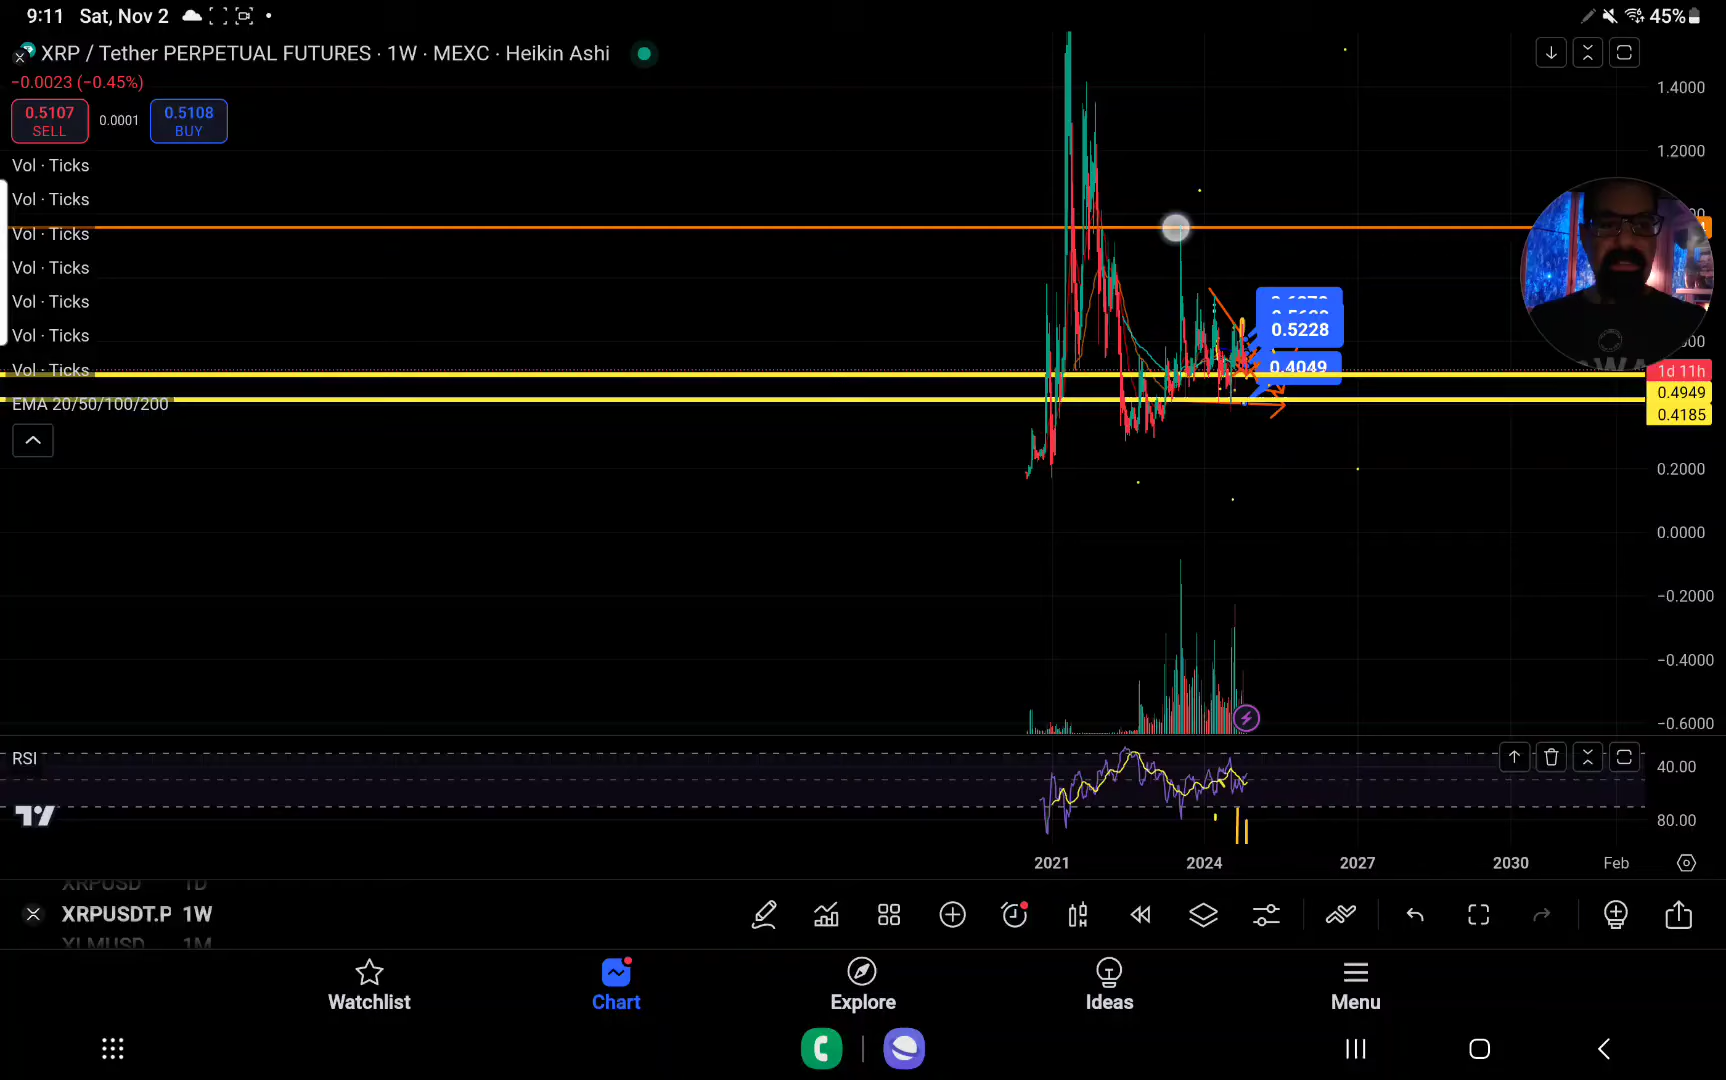 9:11 Sat, Nov 2
45%
XRP / Tether PERPETUAL FUTURES · 1W · MEXC · Heikin Ashi
−0.0023 (−0.45%)
0.5107
SELL
0.0001
0.5108
BUY
Vol · Ticks
Vol · Ticks
Vol · Ticks
Vol · Ticks
Vol · Ticks
Vol · Ticks
Vol · Ticks
EMA 20/50/100/200
1.4000
1.2000
0.5228
0.4049
1d 11h
0.4949
0.4185
0.2000
0.0000
−0.2000
−0.4000
−0.6000
RSI
40.00
80.00
2021
2024
2027
2030
Feb
XRPUSD 1D
XRPUSDT.P 1W
XLMUSD 1M
Watchlist
Chart
Explore
Ideas
Menu